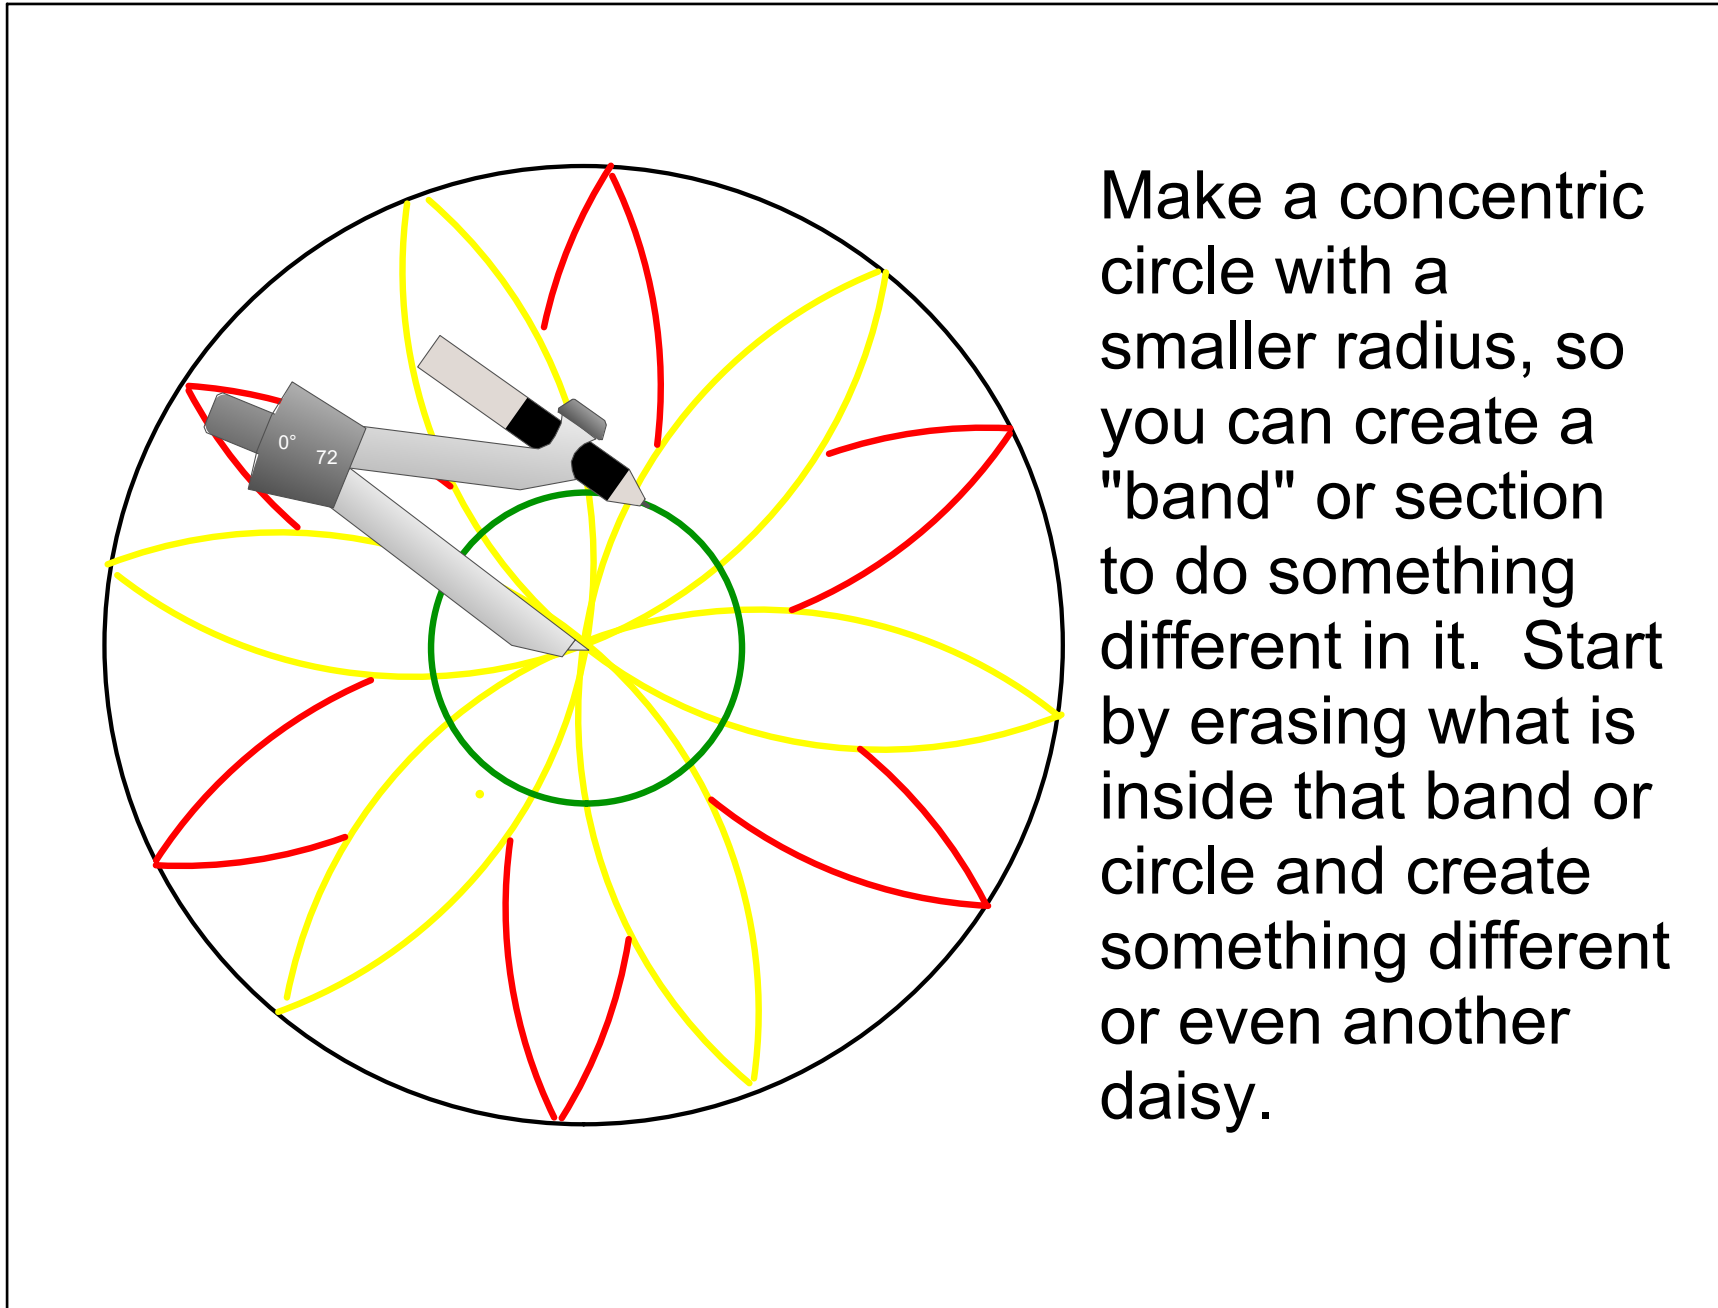 Make a concentric
circle with a
smaller radius, so
you can create a
"band" or section
to do something
different in it.  Start
by erasing what is
inside that band or
circle and create
something different
or even another
daisy.
0°
72